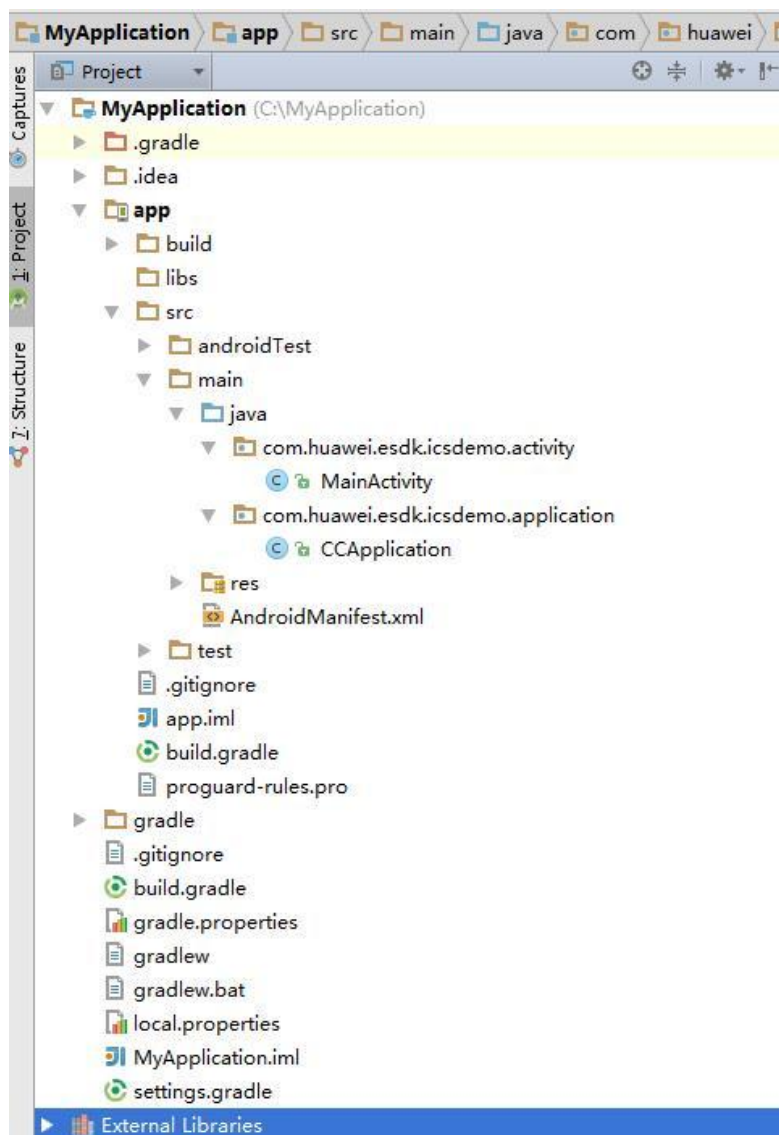 MyApplication app src main java com huawei
Project
Captures
1: Project
7: Structure
MyApplication (C:\MyApplication)
.gradle
.idea
app
build
libs
src
androidTest
main
java
com.huawei.esdk.icsdemo.activity
MainActivity
com.huawei.esdk.icsdemo.application
CCApplication
res
AndroidManifest.xml
test
.gitignore
app.iml
build.gradle
proguard-rules.pro
gradle
.gitignore
build.gradle
gradle.properties
gradlew
gradlew.bat
local.properties
MyApplication.iml
settings.gradle
External Libraries